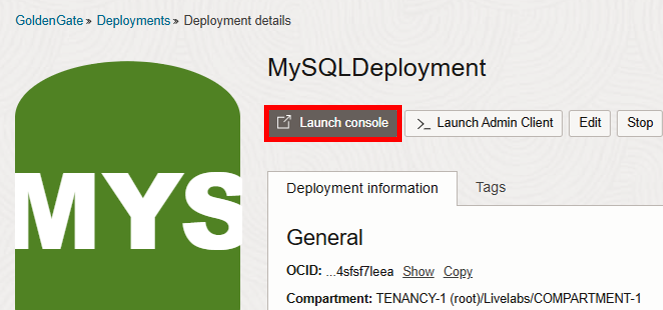 GoldenGate » Deployments » Deployment details
MySQLDeployment
Launch console Launch Admin Client Edit Stop
MYS
Deployment information Tags
General
OCID: ...4sfsf7leea Show Copy
Compartment: TENANCY-1 (root)/Livelabs/COMPARTMENT-1